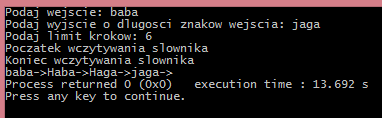 Podaj wejscie: baba
Podaj wyjscie o dlugosci znakow wejscia: jaga
Podaj limit krokow: 6
Poczatek wczytywania slownika
Koniec wczytywania slownika
baba->Haba->Haga->jaga->
Process returned 0 (0x0)   execution time : 13.692 s
Press any key to continue.